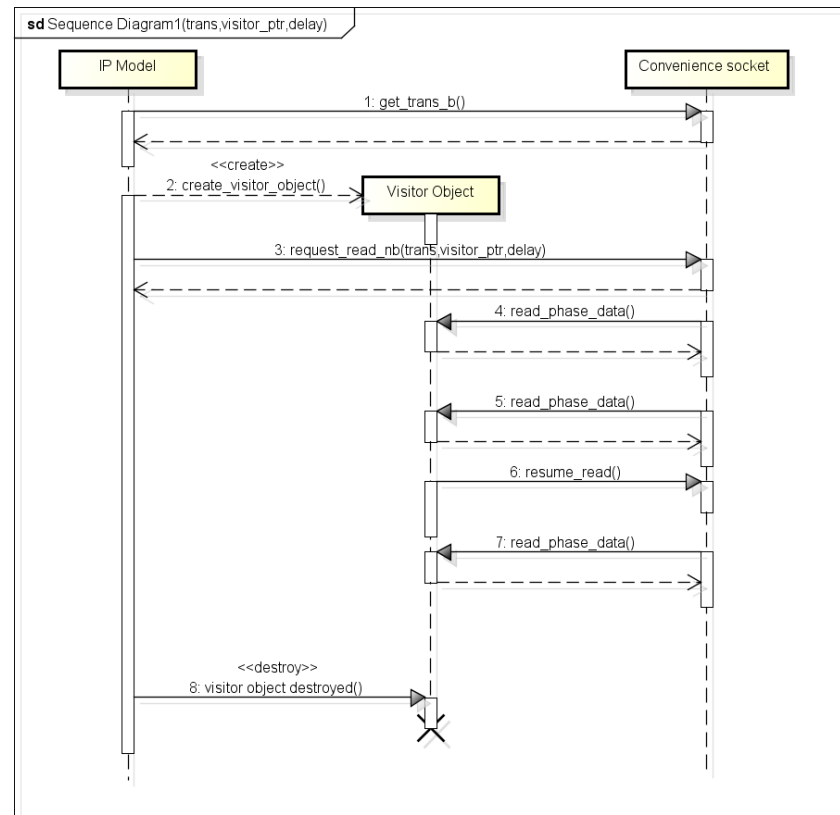 sd Sequence Diagram1(trans,visitor_ptr,delay)
IP Model
Convenience socket
1: get_trans_b()
<<create>>
2: create_visitor_object()
Visitor Object
3: request_read_nb(trans,visitor_ptr,delay)
4: read_phase_data()
5: read_phase_data()
6: resume_read()
7: read_phase_data()
<<destroy>>
8: visitor object destroyed()